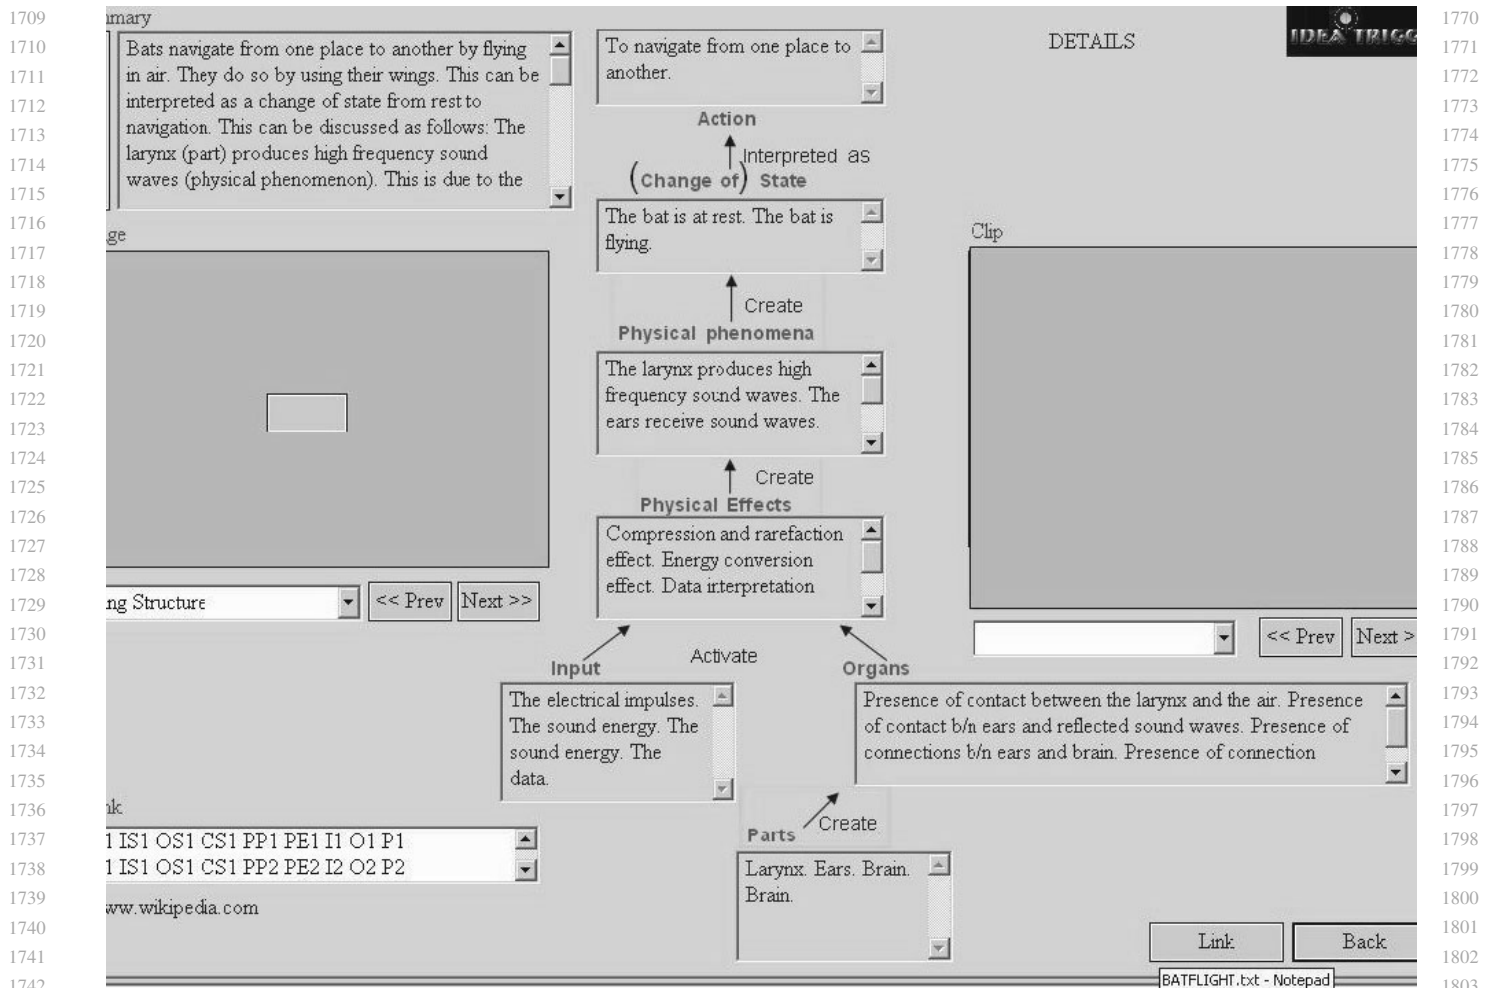 1709
1710
1711
1712
1713
1714
1715
1716
1717
1718
1719
1720
1721
1722
1723
1724
1725
1726
1727
1728
1729
1730
1731
1732
1733
1734
1735
1736
1737
1738
1739
1740
1741
1742
mmary
Bats navigate from one place to another by flying
in air. They do so by using their wings. This can be
interpreted as a change of state from rest to
navigation. This can be discussed as follows: The
larynx (part) produces high frequency sound
waves (physical phenomenon). This is due to the
ge
ng Structure
<< Prev
Next >>
nk
1 IS1 OS1 CS1 PP1 PE1 I1 O1 P1
1 IS1 OS1 CS1 PP2 PE2 I2 O2 P2
ww.wikipedia.com
To navigate from one place to
another.
Action
Interpreted as
(Change of) State
The bat is at rest. The bat is
flying.
Create
Physical phenomena
The larynx produces high
frequency sound waves. The
ears receive sound waves.
Create
Physical Effects
Compression and rarefaction
effect. Energy conversion
effect. Data interpretation
Activate
Input
The electrical impulses.
The sound energy. The
sound energy. The
data.
Organs
Presence of contact between the larynx and the air. Presence
of contact b/n ears and reflected sound waves. Presence of
connections b/n ears and brain. Presence of connection
Create
Parts
Larynx. Ears. Brain.
Brain.
DETAILS
IDEA TRIGG
Clip
<< Prev
Next >
Link
Back
BATFLIGHT.txt - Notepad
1770
1771
1772
1773
1774
1775
1776
1777
1778
1779
1780
1781
1782
1783
1784
1785
1786
1787
1788
1789
1790
1791
1792
1793
1794
1795
1796
1797
1798
1799
1800
1801
1802
1803